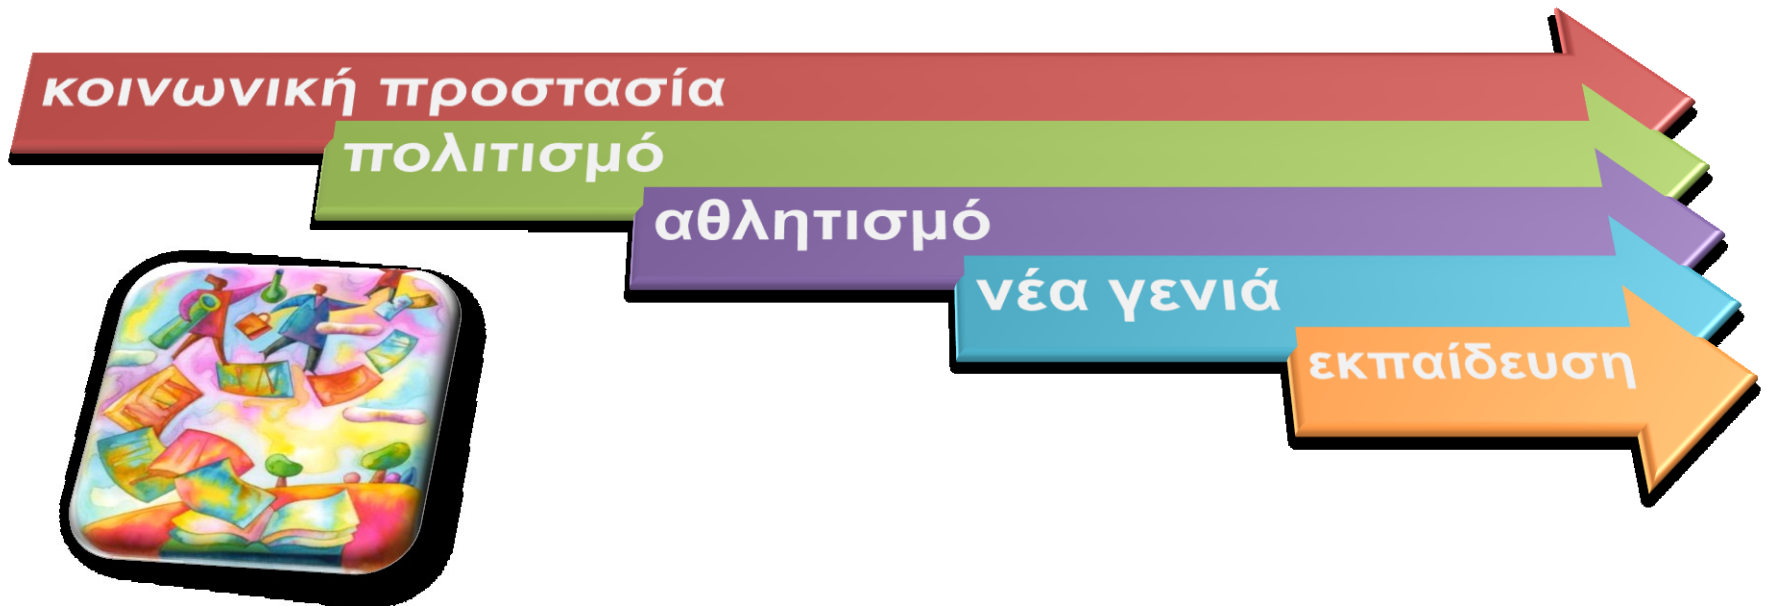 κοινωνική προστασία
πολιτισμό
αθλητισμό
νέα γενιά
εκπαίδευση